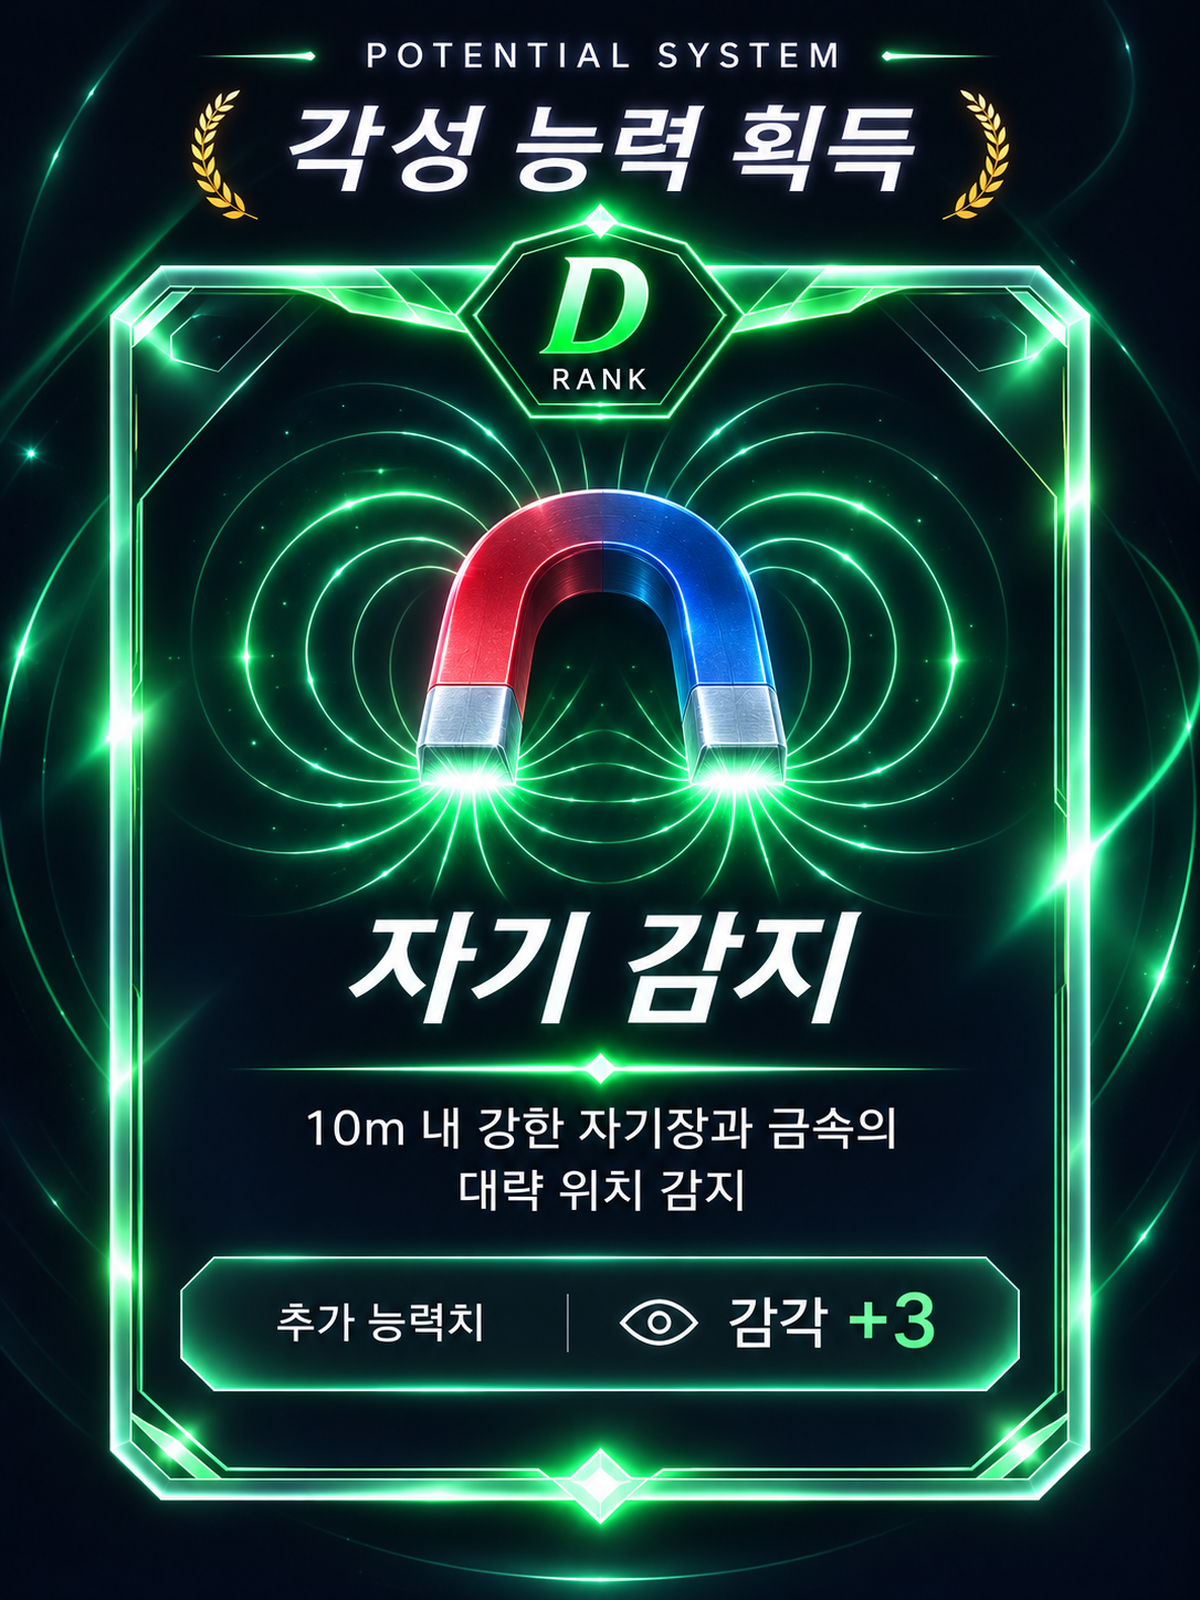 POTENTIAL SYSTEM
각성 능력 획득
D
RANK
자기 감지
10m 내 강한 자기장과 금속의
대략 위치 감지
추가 능력치 감각 +3